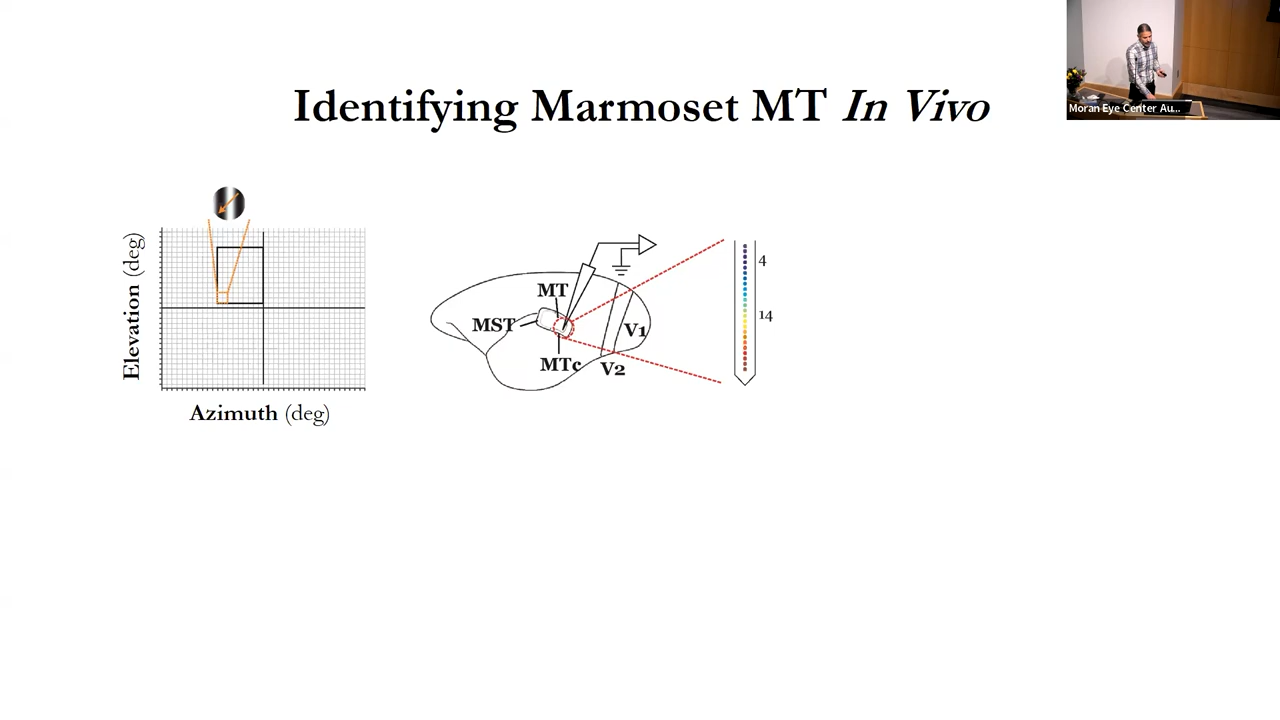 Identifying Marmoset MT In Vivo
Moran Eye Center Au...
Elevation (deg)
Azimuth (deg)
MT
MST
MTc
V1
V2
4
14